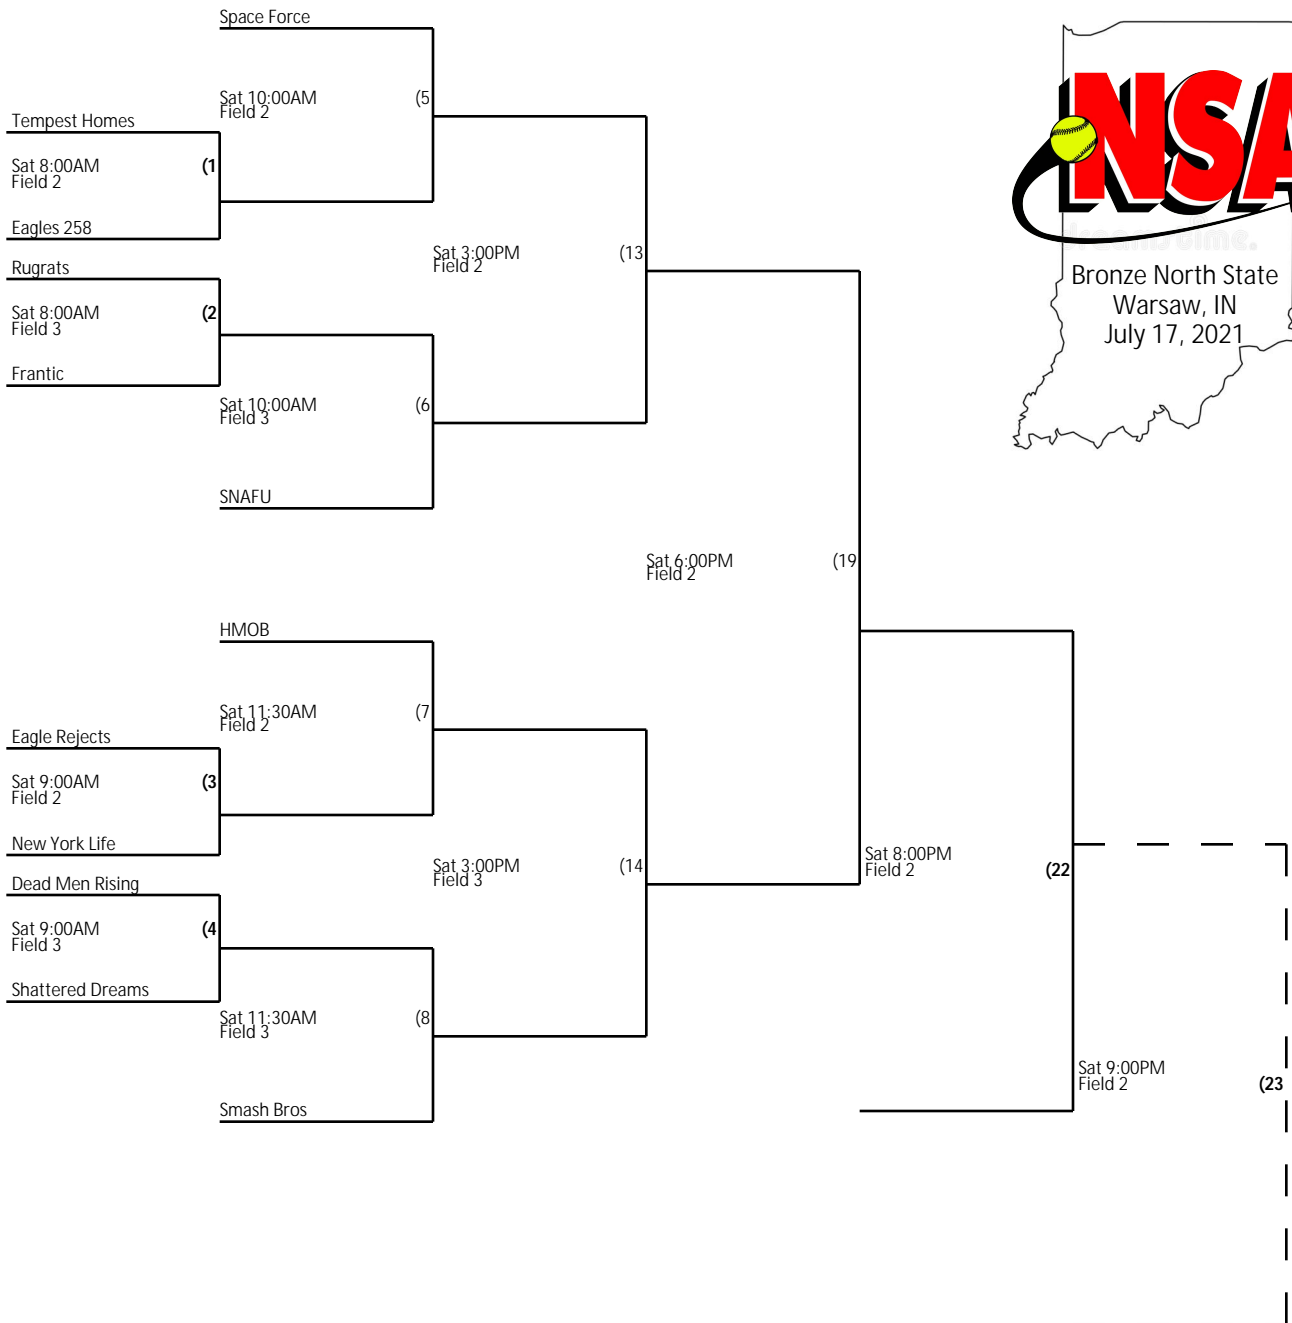 Space Force
Sat 10:00AM
Field 2
(5
Tempest Homes
Sat 8:00AM
Field 2
(1
Eagles 258
Sat 3:00PM
Field 2
(13
Rugrats
Sat 8:00AM
Field 3
(2
Frantic
Sat 10:00AM
Field 3
(6
SNAFU
NSA
dreamstime.
Bronze North State
Warsaw, IN
July 17, 2021
Sat 6:00PM
Field 2
(19
HMOB
Sat 11:30AM
Field 2
(7
Eagle Rejects
Sat 9:00AM
Field 2
(3
New York Life
Sat 3:00PM
Field 3
(14
Sat 8:00PM
Field 2
(22
Dead Men Rising
Sat 9:00AM
Field 3
(4
Shattered Dreams
Sat 11:30AM
Field 3
(8
Smash Bros
Sat 9:00PM
Field 2
(23